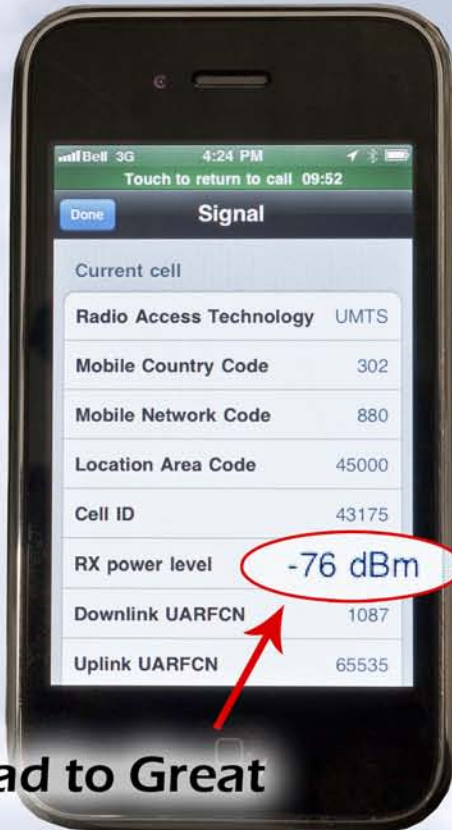 Bell 3G 4:24 PM
Touch to return to call 09:52
Done Signal
Current cell
Radio Access Technology UMTS
Mobile Country Code 302
Mobile Network Code 880
Location Area Code 45000
Cell ID 43175
RX power level -76 dBm
Downlink UARFCN 1087
Uplink UARFCN 65535
to Great